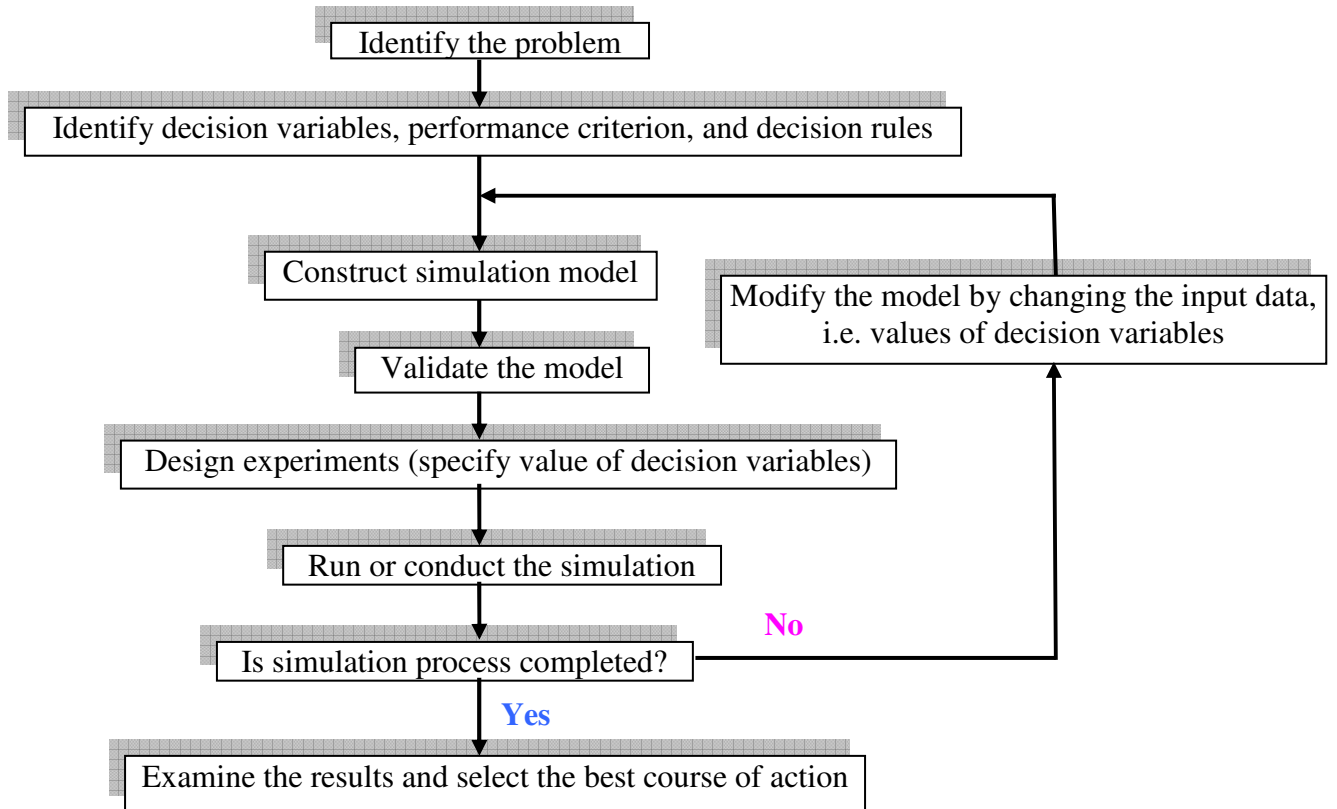 Identify the problem
Identify decision variables, performance criterion, and decision rules
Construct simulation model
Modify the model by changing the input data,
i.e. values of decision variables
Validate the model
Design experiments (specify value of decision variables)
Run or conduct the simulation
No
Is simulation process completed?
Yes
Examine the results and select the best course of action